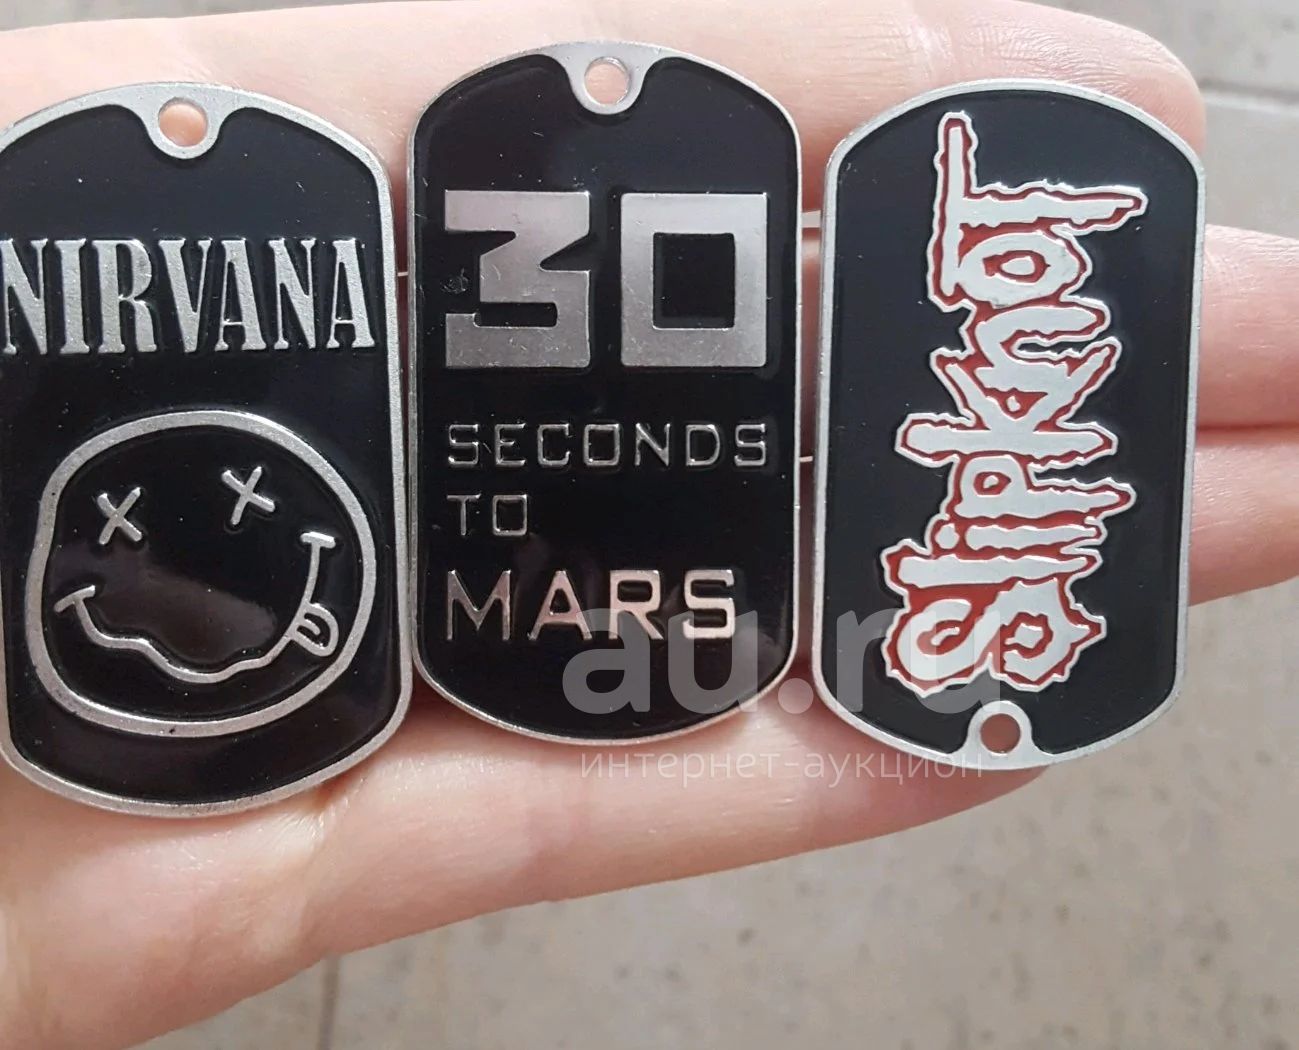 NIRVANA
30
SECONDS
TO
MARS
Slipknot
au.ru
интернет-аукцион